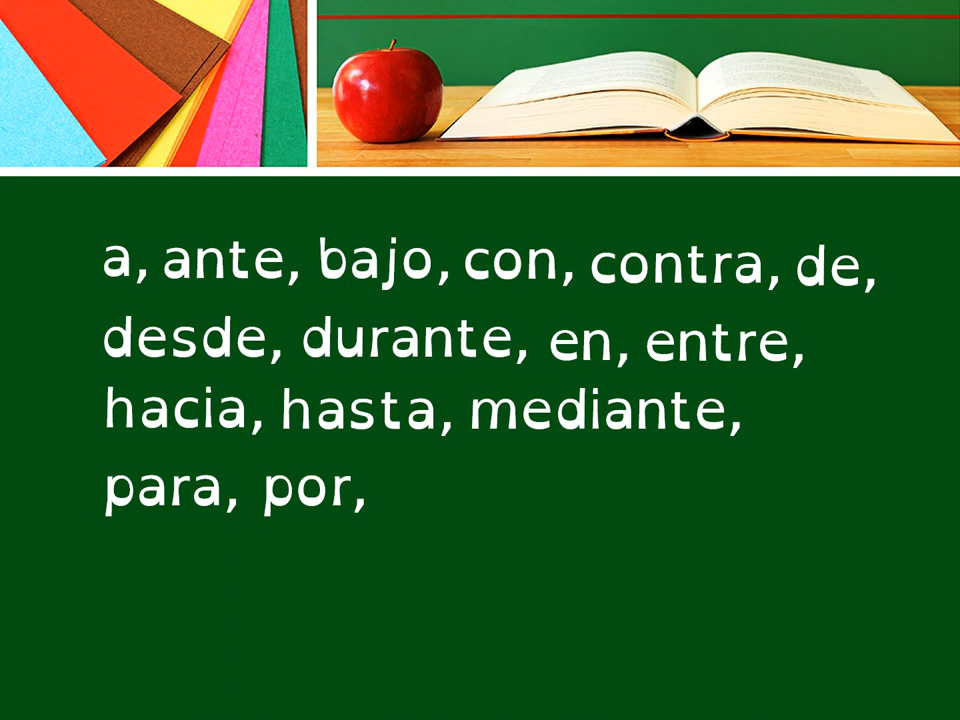 a, ante, bajo, con, contra, de,
desde, durante, en, entre,
hacia, hasta, mediante,
para, por,